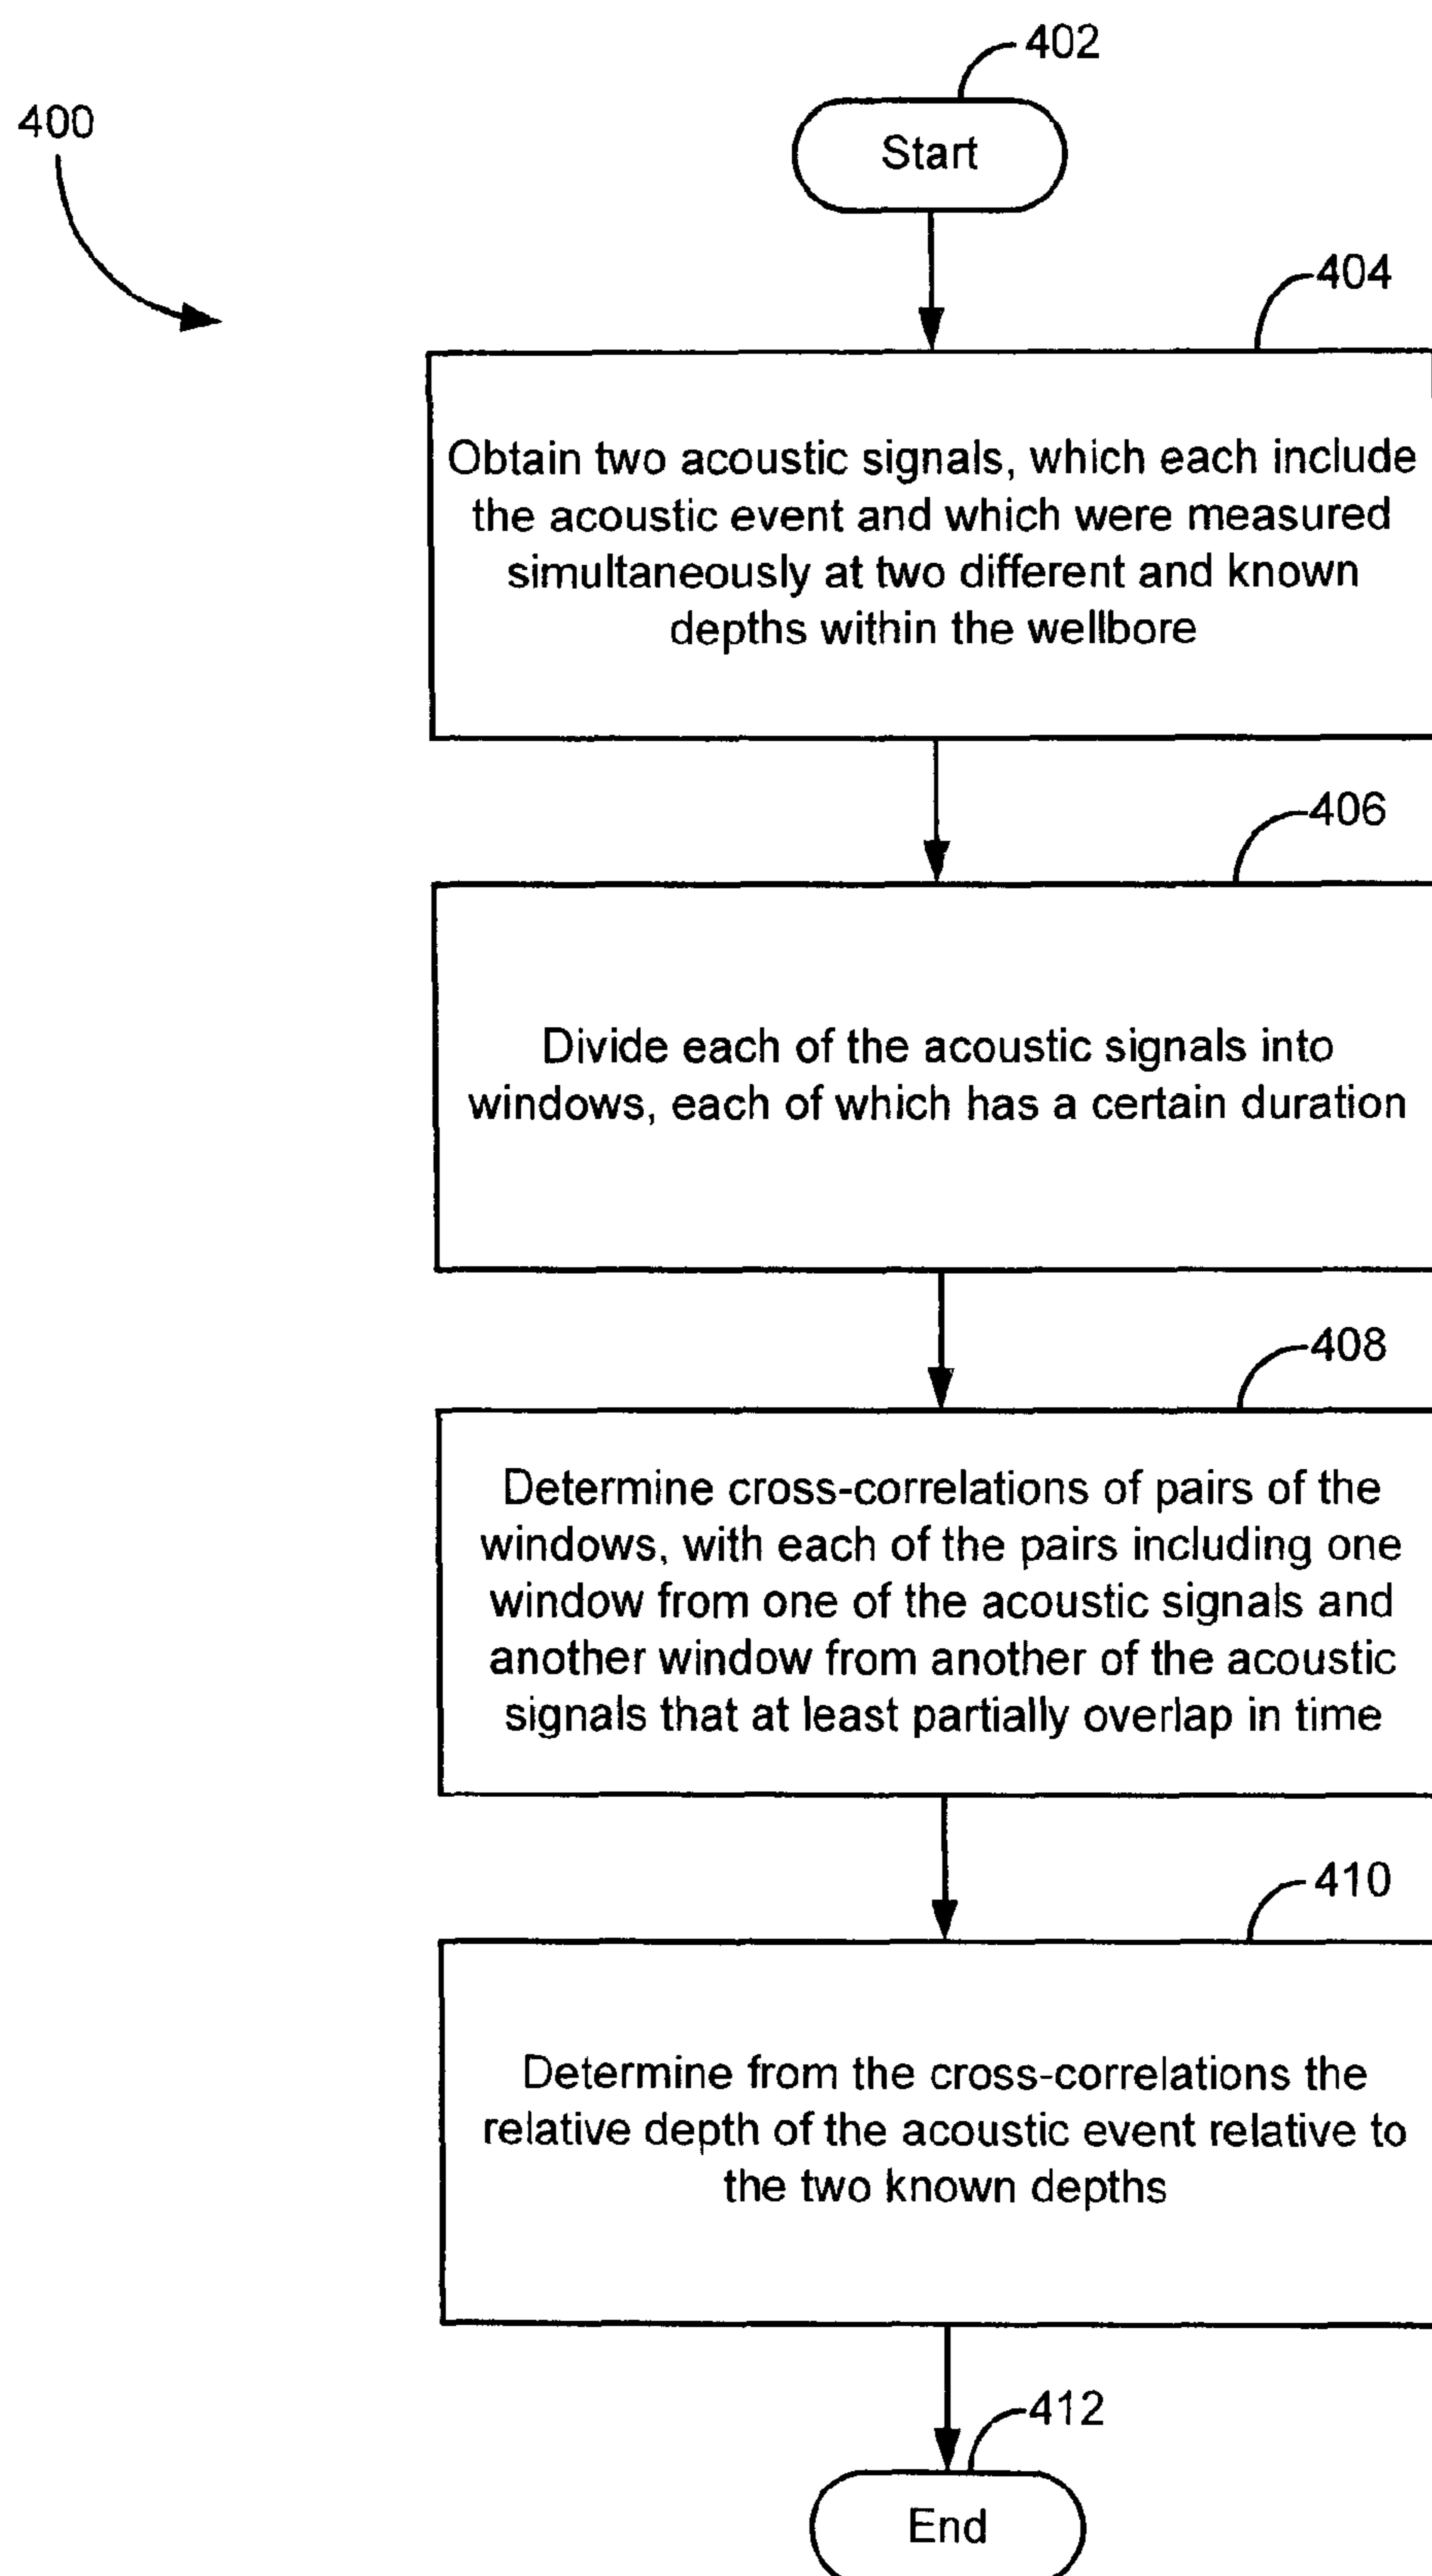 402
400
Start
404
Obtain two acoustic signals, which each include
the acoustic event and which were measured
simultaneously at two different and known
depths within the wellbore
406
Divide each of the acoustic signals into
windows, each of which has a certain duration
408
Determine cross-correlations of pairs of the
windows, with each of the pairs including one
window from one of the acoustic signals and
another window from another of the acoustic
signals that at least partially overlap in time
410
Determine from the cross-correlations the
relative depth of the acoustic event relative to
the two known depths
412
End